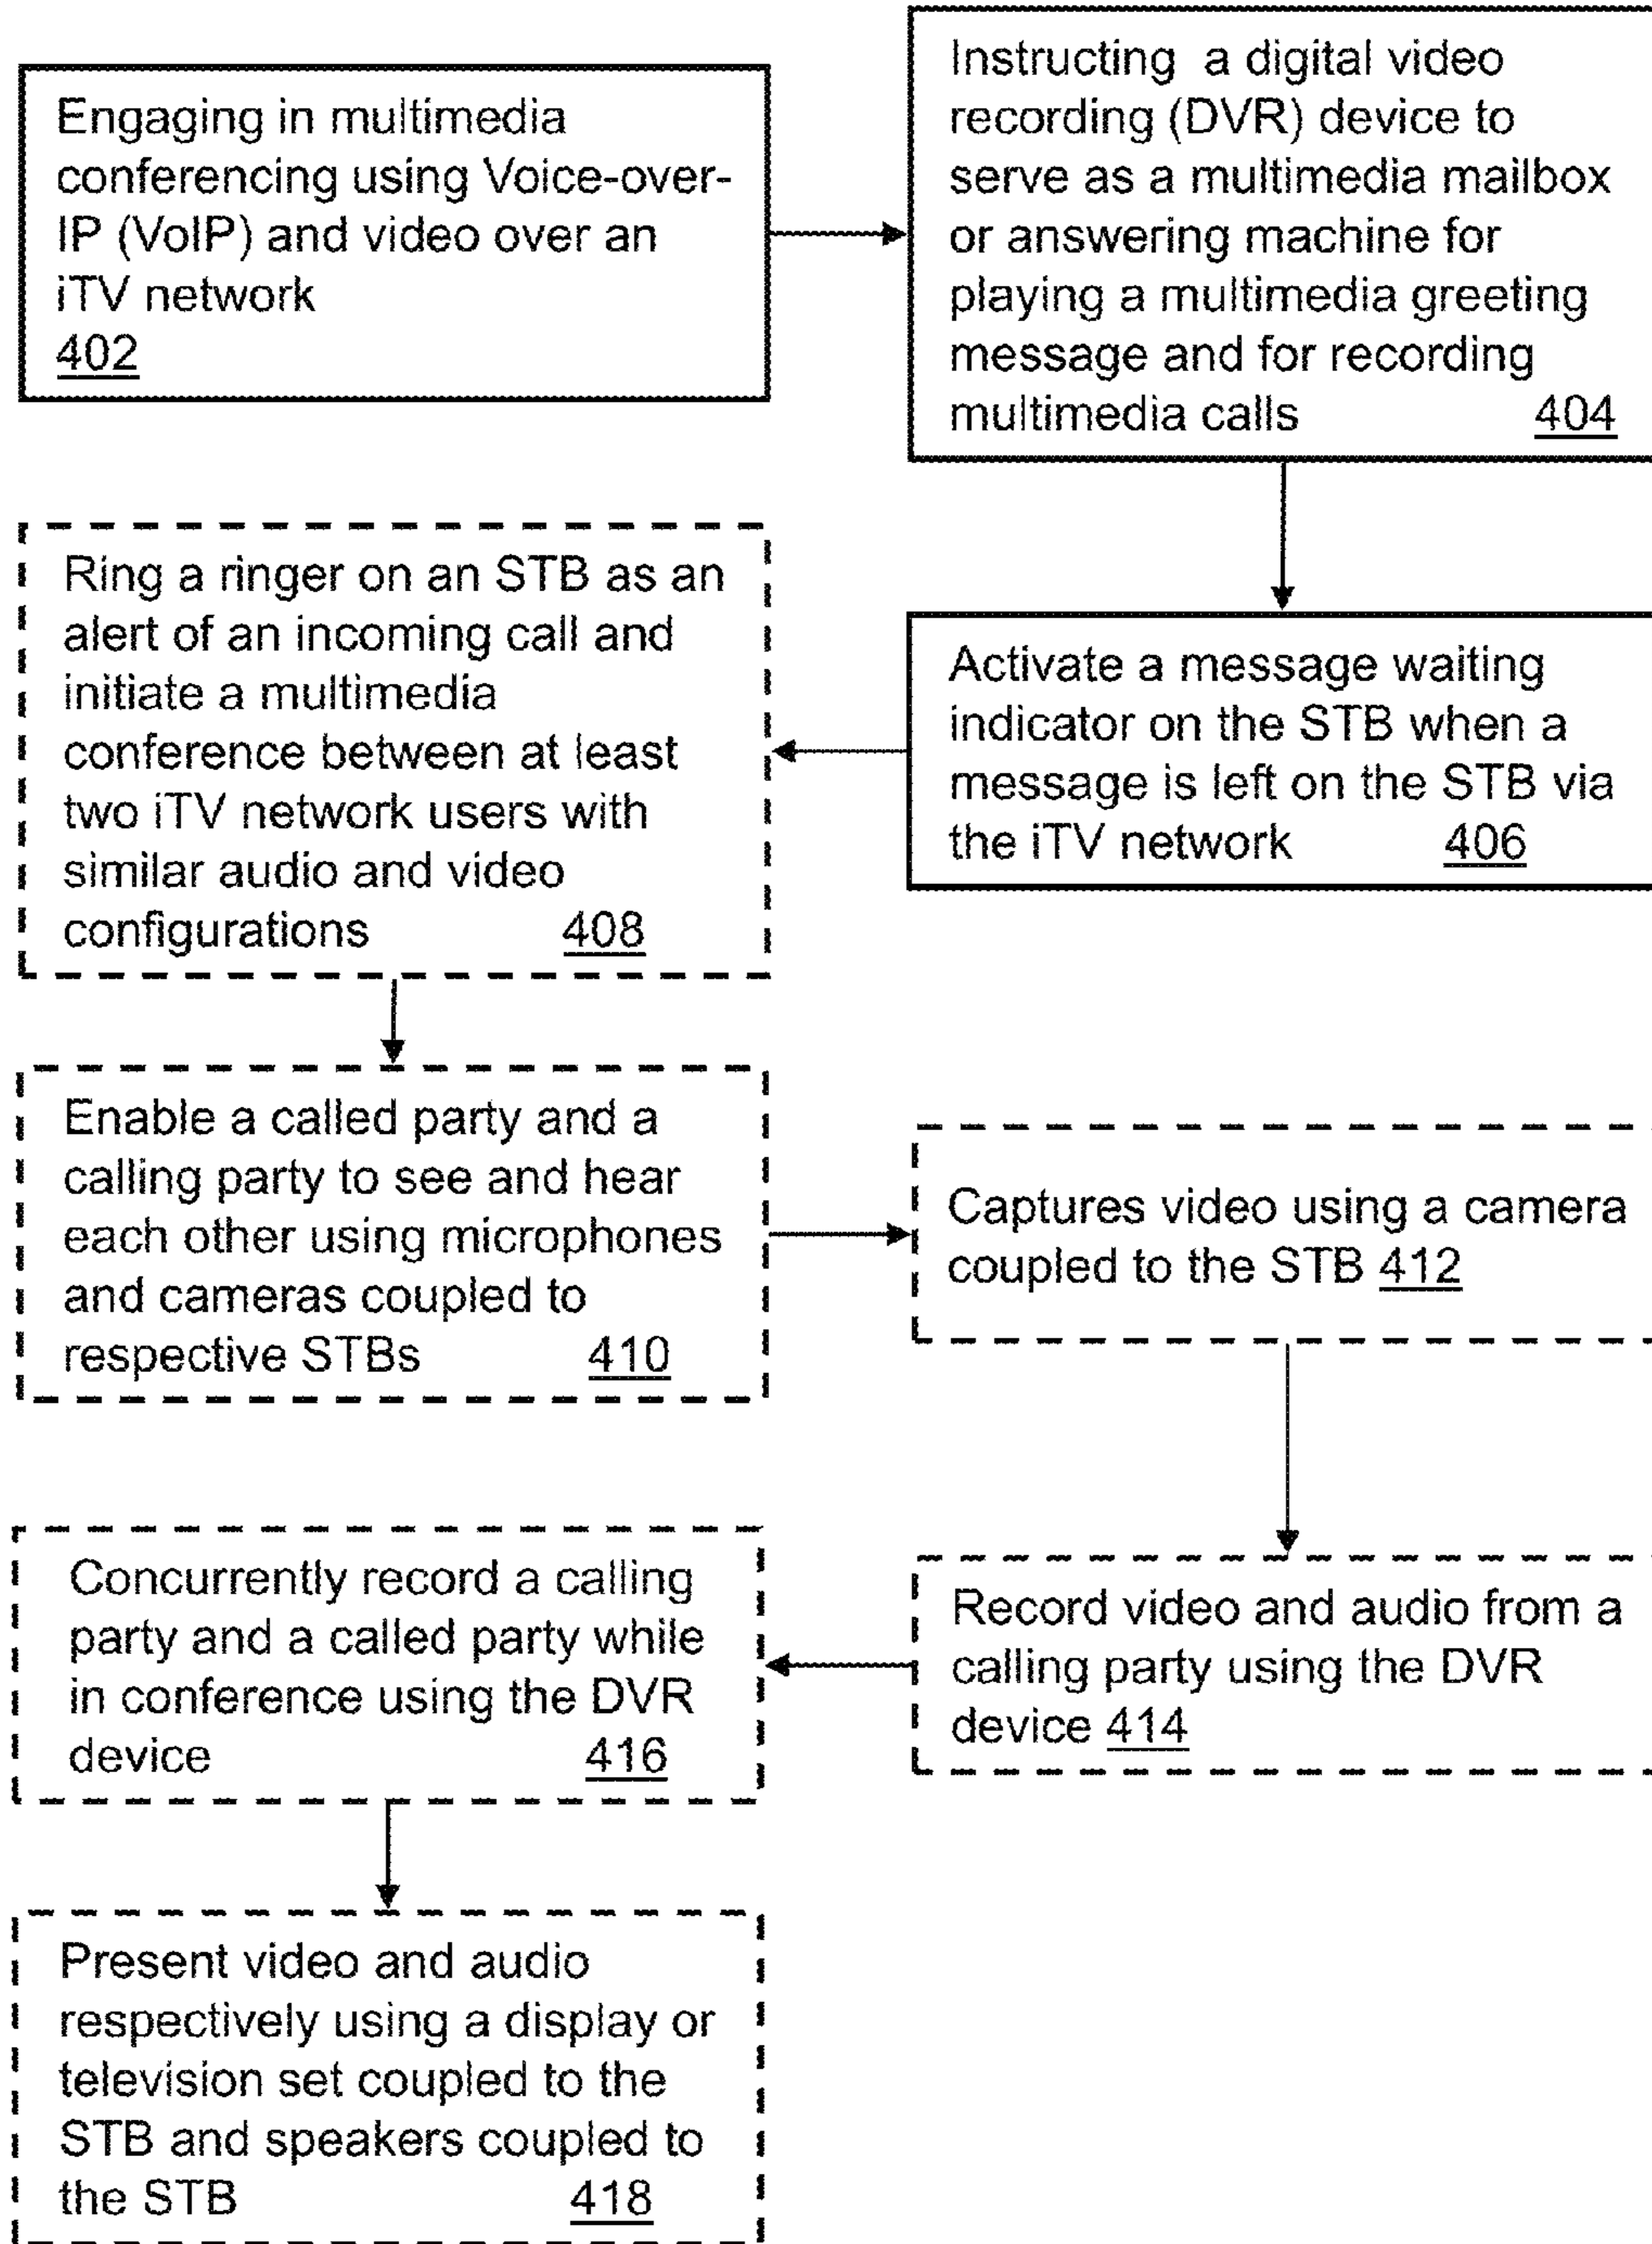 Engaging in multimedia
conferencing using Voice-over-
IP (VoIP) and video over an
iTV network
402
Instructing a digital video
recording (DVR) device to
serve as a multimedia mailbox
or answering machine for
playing a multimedia greeting
message and for recording
multimedia calls 404
Activate a message waiting
indicator on the STB when a
message is left on the STB via
the iTV network 406
Ring a ringer on an STB as an
alert of an incoming call and
initiate a multimedia
conference between at least
two iTV network users with
similar audio and video
configurations 408
Enable a called party and a
calling party to see and hear
each other using microphones
and cameras coupled to
respective STBs 410
Captures video using a camera
coupled to the STB 412
Record video and audio from a
calling party using the DVR
device 414
Concurrently record a calling
party and a called party while
in conference using the DVR
device 416
Present video and audio
respectively using a display or
television set coupled to the
STB and speakers coupled to
the STB 418